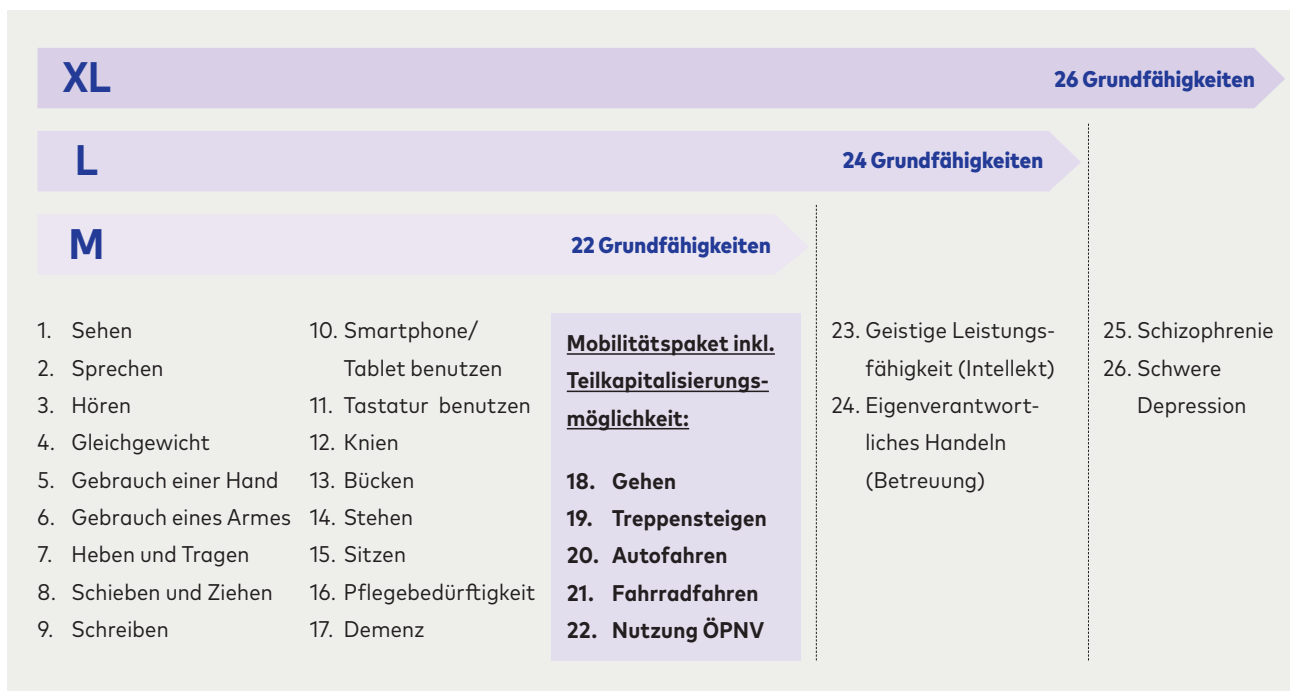 XL
26 Grundfähigkeiten
L
24 Grundfähigkeiten
M
22 Grundfähigkeiten
1. Sehen
2. Sprechen
3. Hören
4. Gleichgewicht
5. Gebrauch einer Hand
6. Gebrauch eines Armes
7. Heben und Tragen
8. Schieben und Ziehen
9. Schreiben
10. Smartphone/
Tablet benutzen
11. Tastatur benutzen
12. Knien
13. Bücken
14. Stehen
15. Sitzen
16. Pflegebedürftigkeit
17. Demenz
Mobilitätspaket inkl.
Teilkapitalisierungs-
möglichkeit:
18. Gehen
19. Treppensteigen
20. Autofahren
21. Fahrradfahren
22. Nutzung ÖPNV
23. Geistige Leistungs-
fähigkeit (Intellekt)
24. Eigenverantwort-
liches Handeln
(Betreuung)
25. Schizophrenie
26. Schwere
Depression